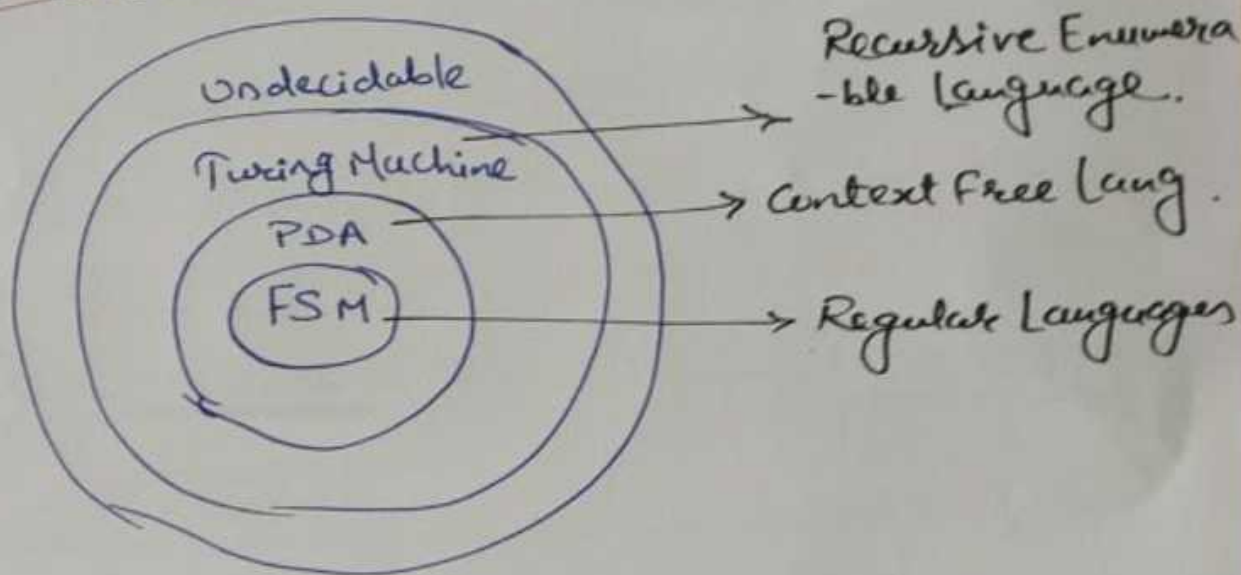 Undecidable
Turing Machine
PDA
FSM
Recursive Enumera
-ble Language.
Context Free Lang.
Regular Languages